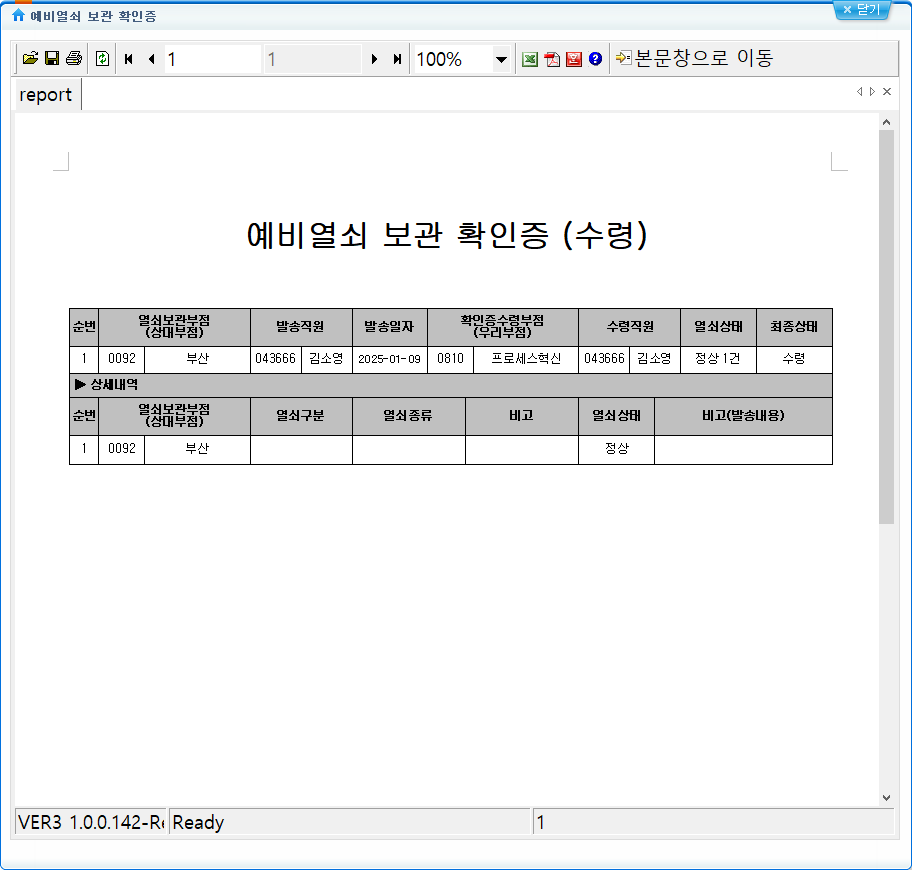 예비열쇠 보관 확인증
× 닫기
1 1 100% 본문창으로 이동
report
예비열쇠 보관 확인증 (수령)
순번 열쇠보관부점 (상대부점) 발송직원 발송일자 확인증수령부점 (우리부점) 수령직원 열쇠상태 최종상태
1 0092 부산 043666 김소영 2025-01-09 0810 프로세스혁신 043666 김소영 정상 1건 수령
▶ 상세내역
순번 열쇠보관부점 (상대부점) 열쇠구분 열쇠종류 비고 열쇠상태 비고(발송내용)
1 0092 부산 정상
VER3 1.0.0.142-Re Ready 1